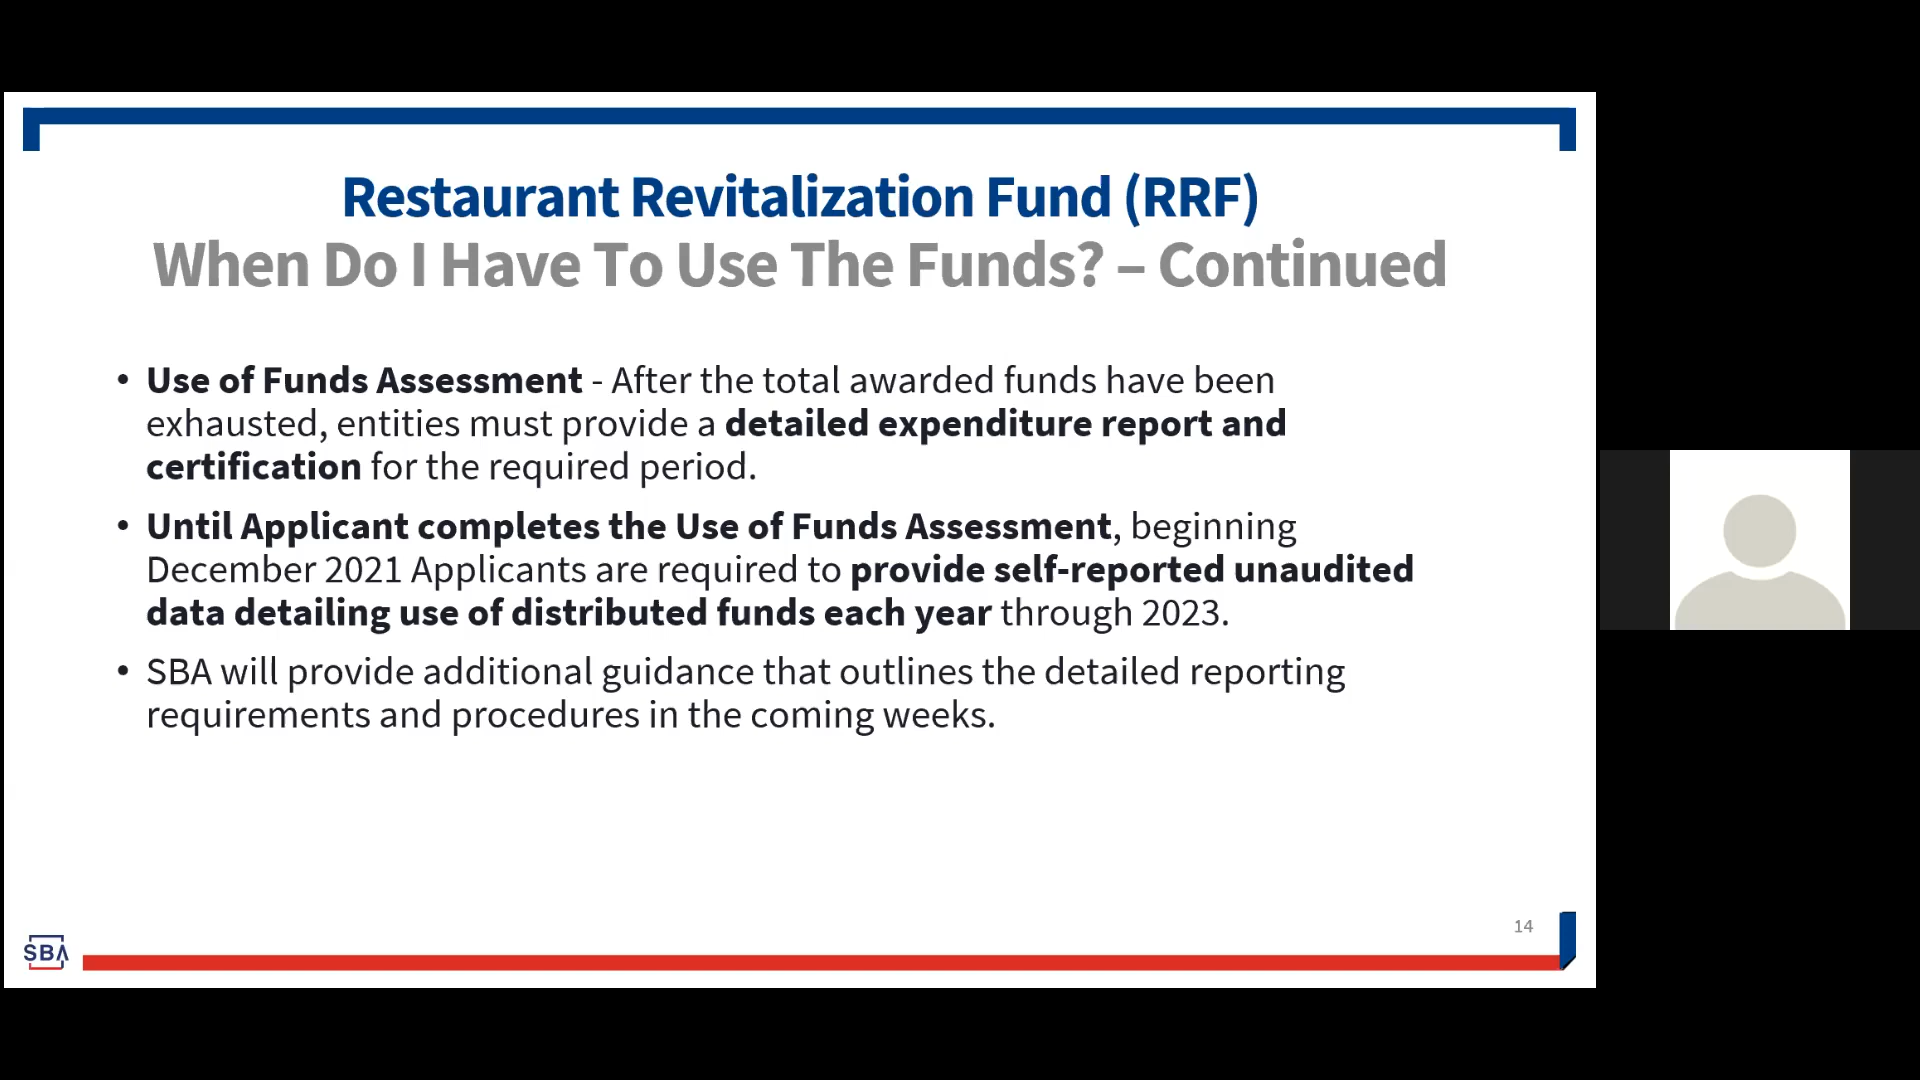 Restaurant Revitalization Fund (RRF)
When Do I Have To Use The Funds? – Continued
• Use of Funds Assessment - After the total awarded funds have been
exhausted, entities must provide a detailed expenditure report and
certification for the required period.
• Until Applicant completes the Use of Funds Assessment, beginning
December 2021 Applicants are required to provide self-reported unaudited
data detailing use of distributed funds each year through 2023.
• SBA will provide additional guidance that outlines the detailed reporting
requirements and procedures in the coming weeks.
14
SBA